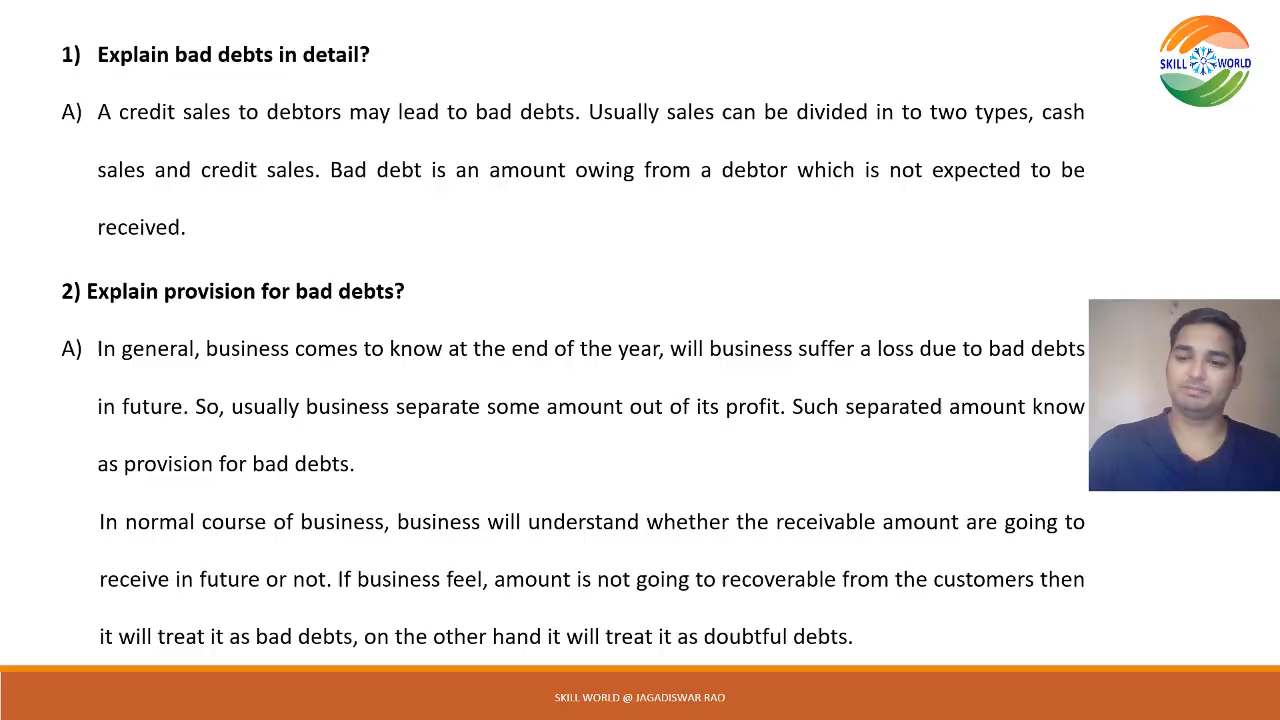 1) Explain bad debts in detail?
SKILL WORLD
A) A credit sales to debtors may lead to bad debts. Usually sales can be divided in to two types, cash
sales and credit sales. Bad debt is an amount owing from a debtor which is not expected to be
received.
2) Explain provision for bad debts?
A) In general, business comes to know at the end of the year, will business suffer a loss due to bad debts
in future. So, usually business separate some amount out of its profit. Such separated amount know
as provision for bad debts.
In normal course of business, business will understand whether the receivable amount are going to
receive in future or not. If business feel, amount is not going to recoverable from the customers then
it will treat it as bad debts, on the other hand it will treat it as doubtful debts.
SKILL WORLD @ JAGADISWAR RAO